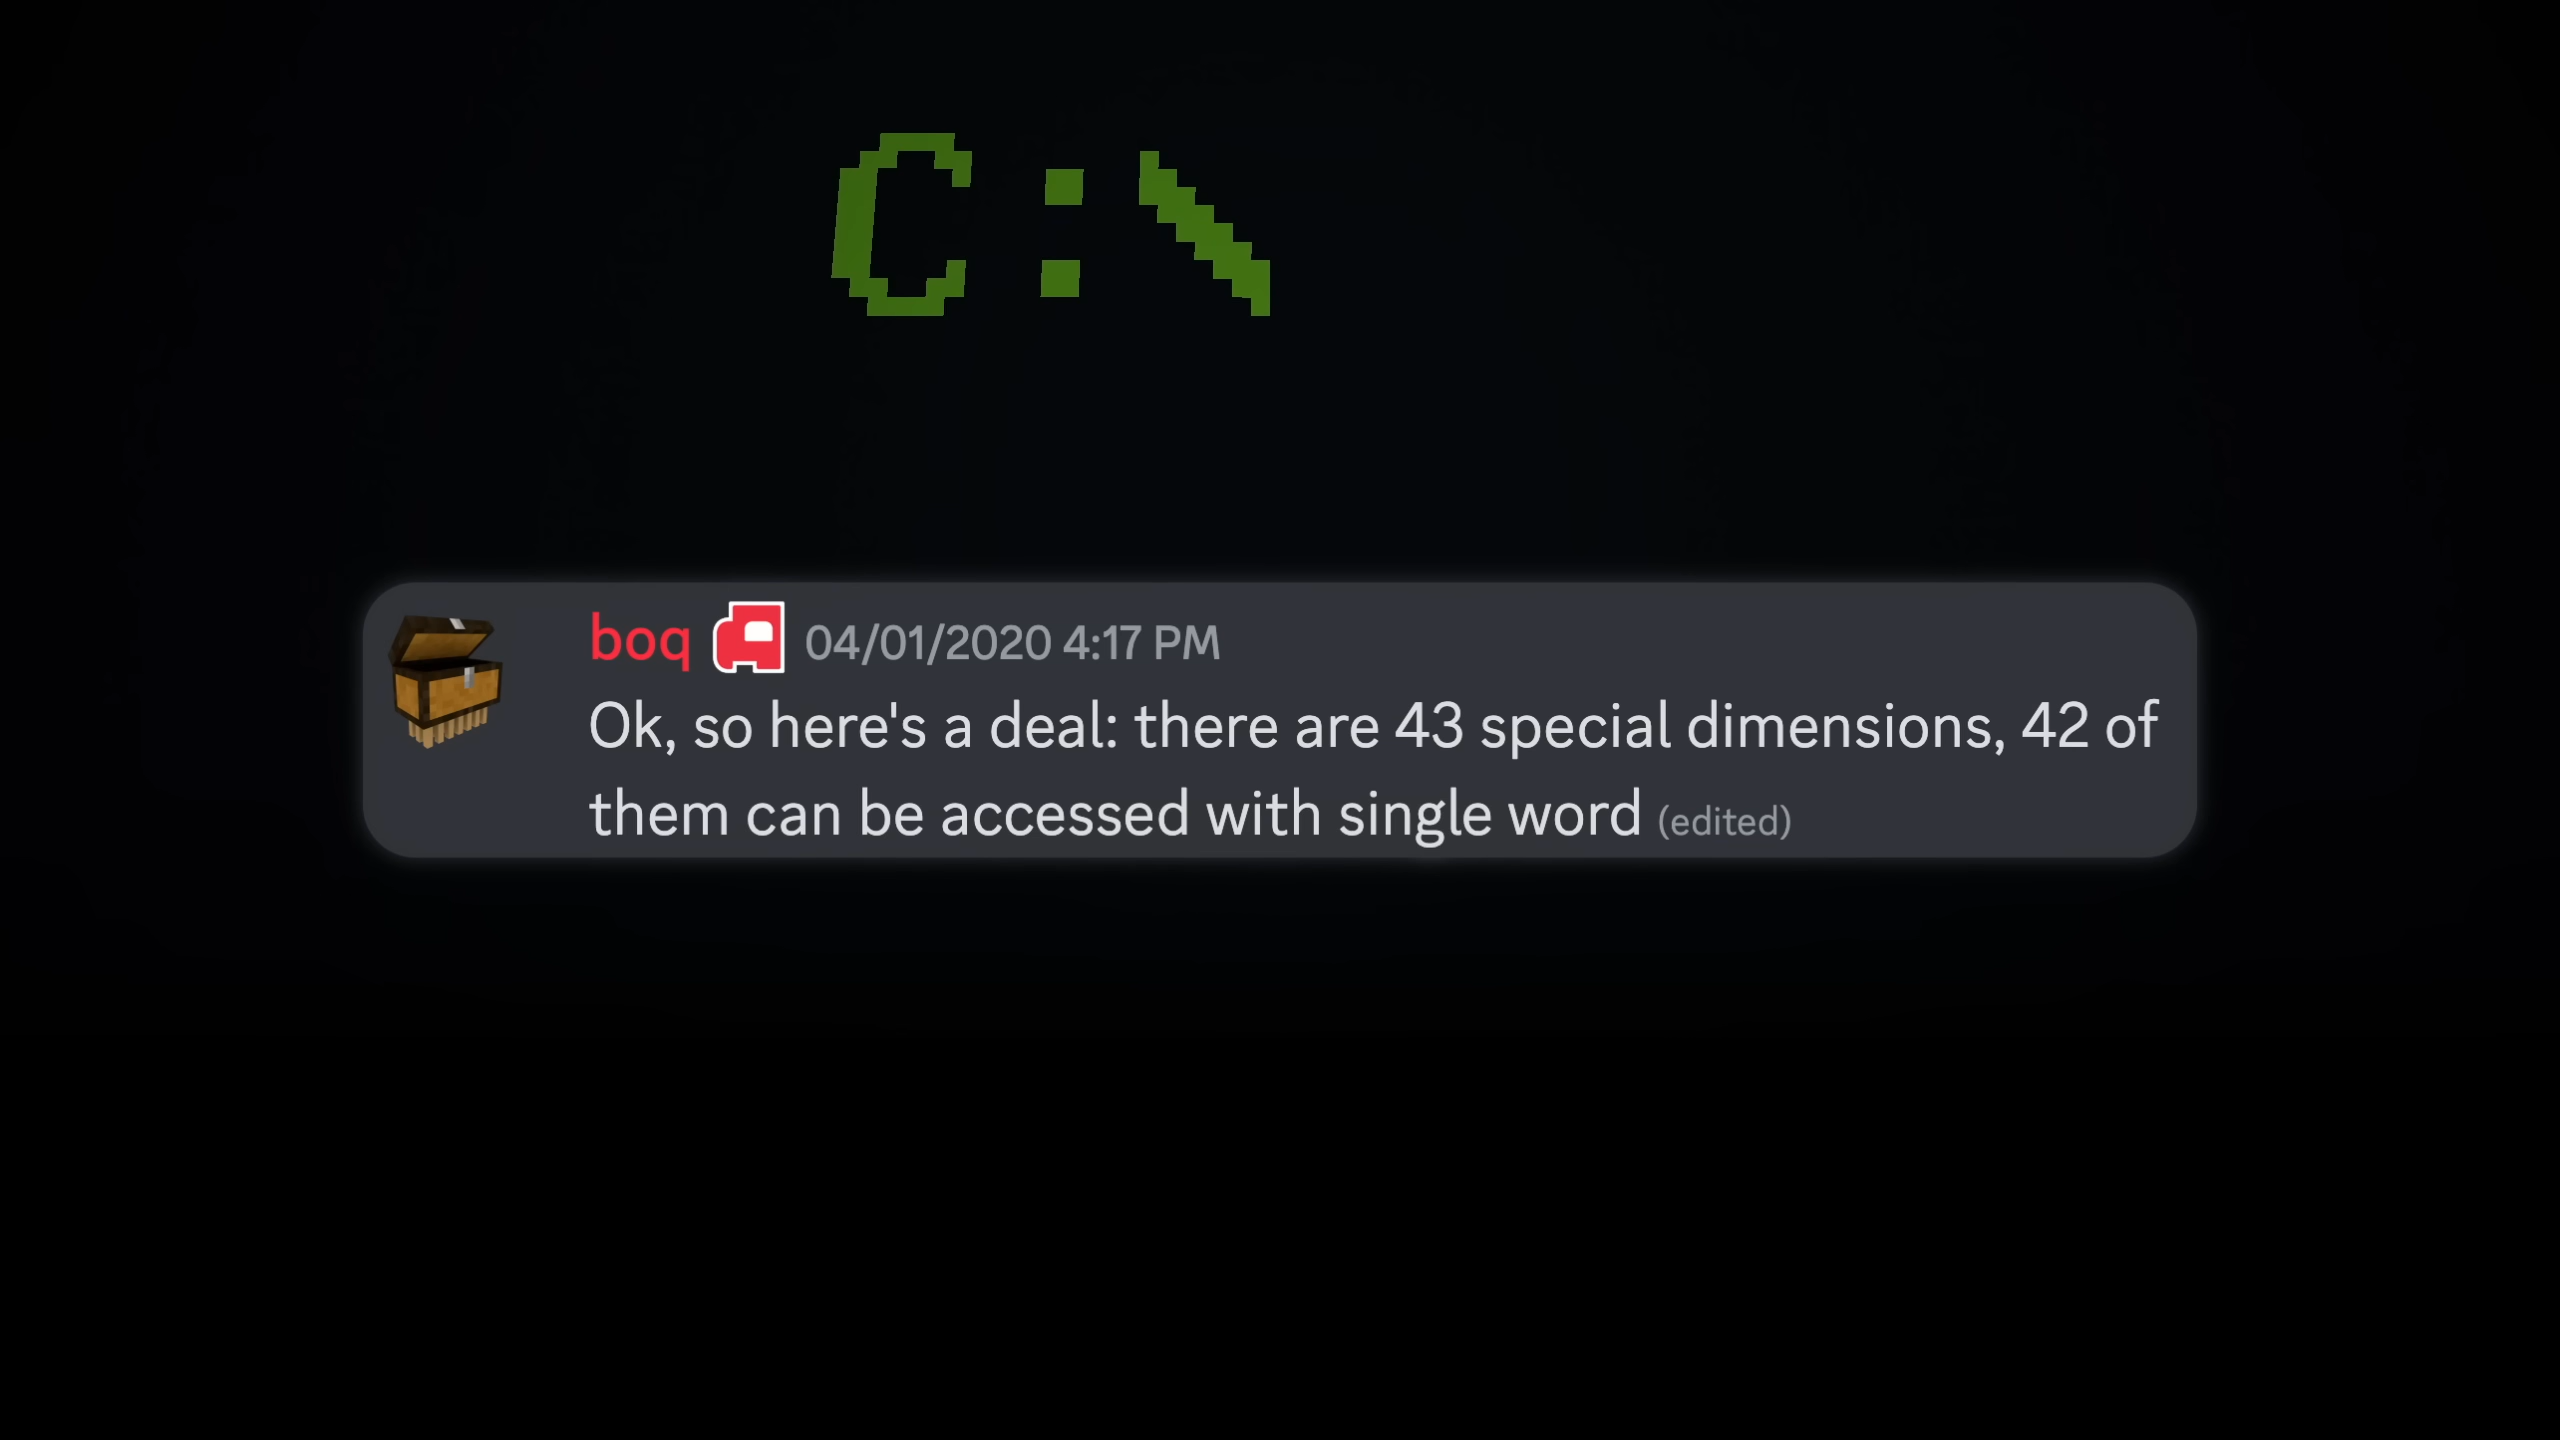 C:\
boq 04/01/2020 4:17 PM
Ok, so here's a deal: there are 43 special dimensions, 42 of
them can be accessed with single word (edited)